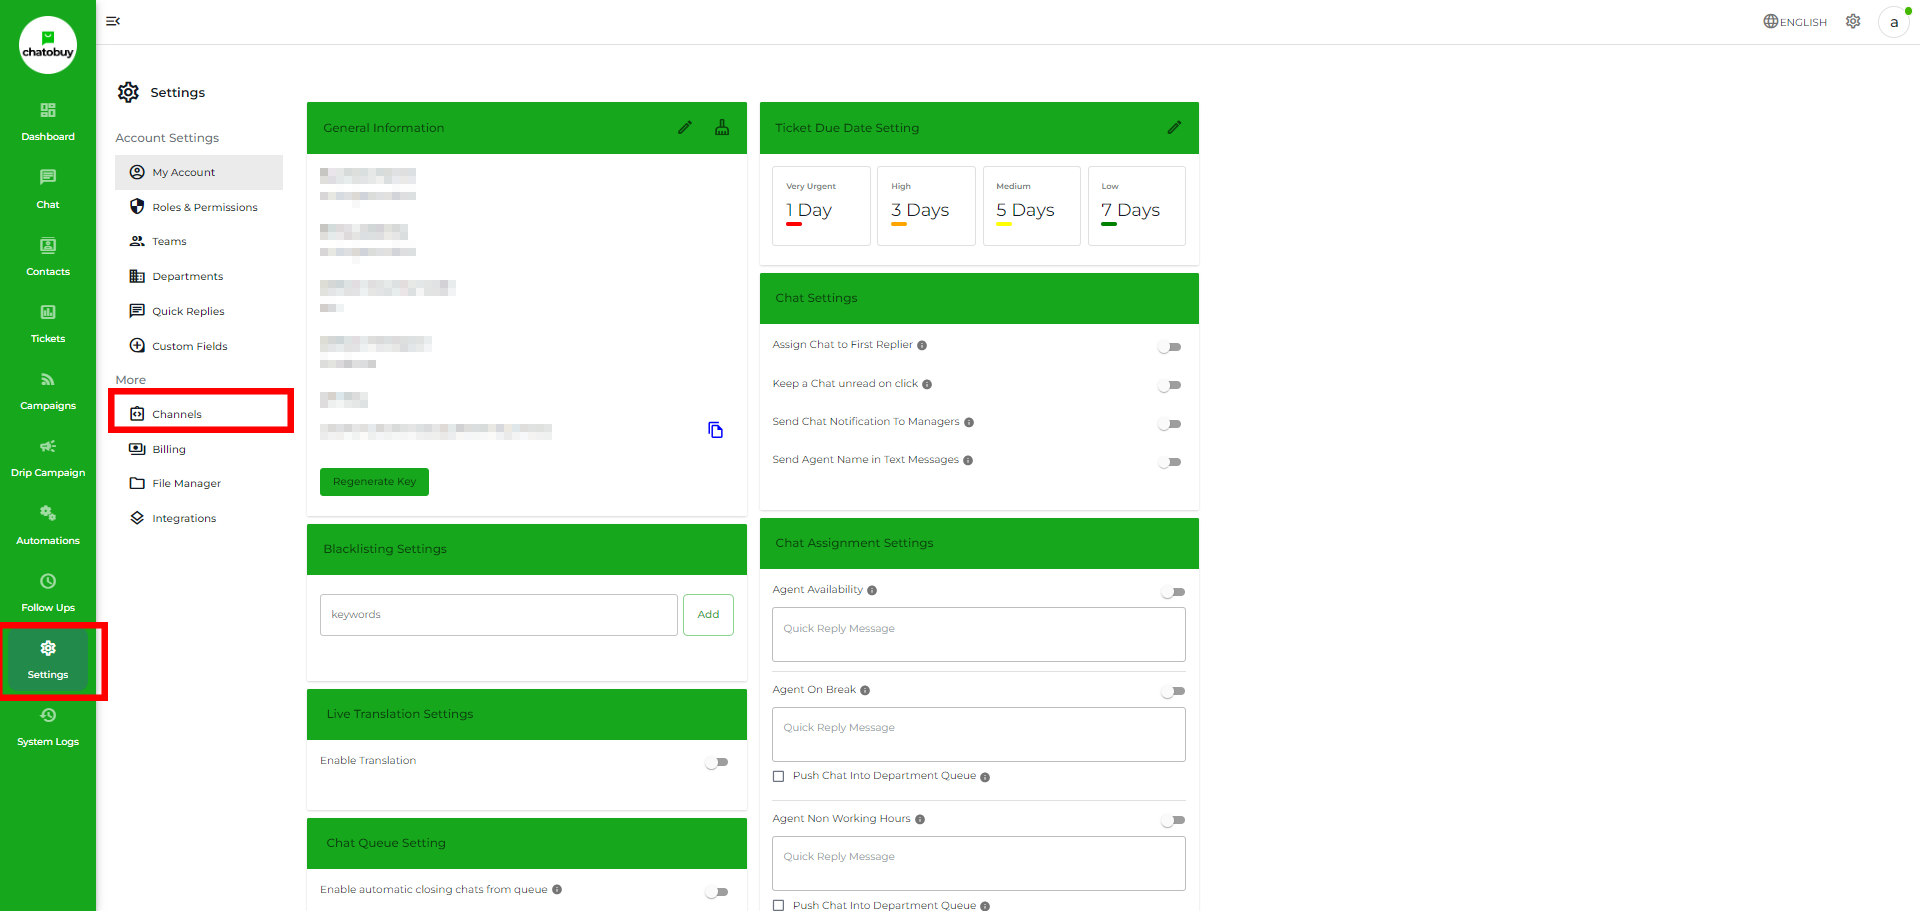 chatobuy
ENGLISH
a
Dashboard
Chat
Contacts
Tickets
Campaigns
Drip Campaign
Automations
Follow Ups
Settings
System Logs
Settings
Account Settings
My Account
Roles & Permissions
Teams
Departments
Quick Replies
Custom Fields
More
Channels
Billing
File Manager
Integrations
General Information
Regenerate Key
Blacklisting Settings
keywords
Add
Live Translation Settings
Enable Translation
Chat Queue Setting
Enable automatic closing chats from queue
Ticket Due Date Setting
Very Urgent
1 Day
High
3 Days
Medium
5 Days
Low
7 Days
Chat Settings
Assign Chat to First Replier
Keep a Chat unread on click
Send Chat Notification To Managers
Send Agent Name in Text Messages
Chat Assignment Settings
Agent Availability
Quick Reply Message
Agent On Break
Quick Reply Message
Push Chat Into Department Queue
Agent Non Working Hours
Quick Reply Message
Push Chat Into Department Queue